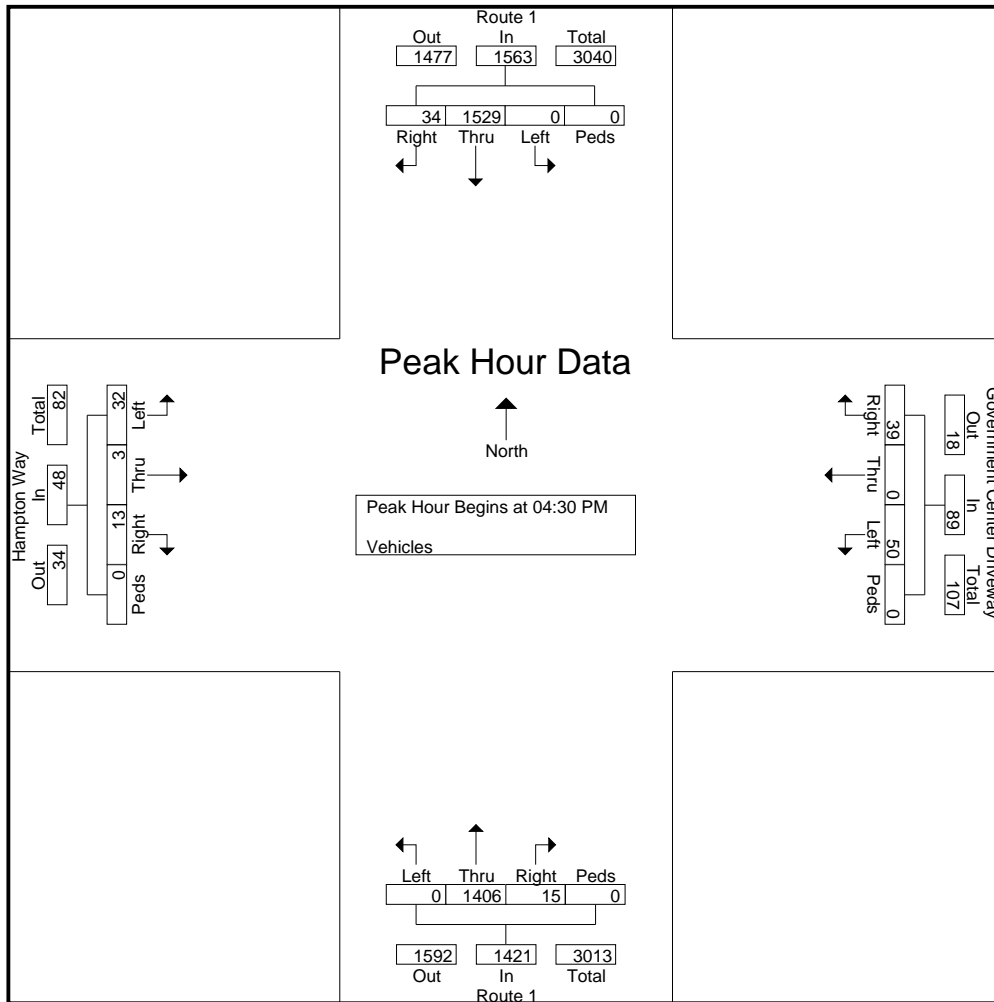 Route 1
Out In Total
1477 1563 3040
34 1529 0 0
Right Thru Left Peds
Peak Hour Data
North
Peak Hour Begins at 04:30 PM
Vehicles
Hampton Way
Out In Total
34 48 82
32 3 13 0
Left Thru Right Peds
Government Center Driveway
Out In Total
18 89 107
39 0 50 0
Right Thru Left Peds
Left Thru Right Peds
0 1406 15 0
1592 1421 3013
Out In Total
Route 1